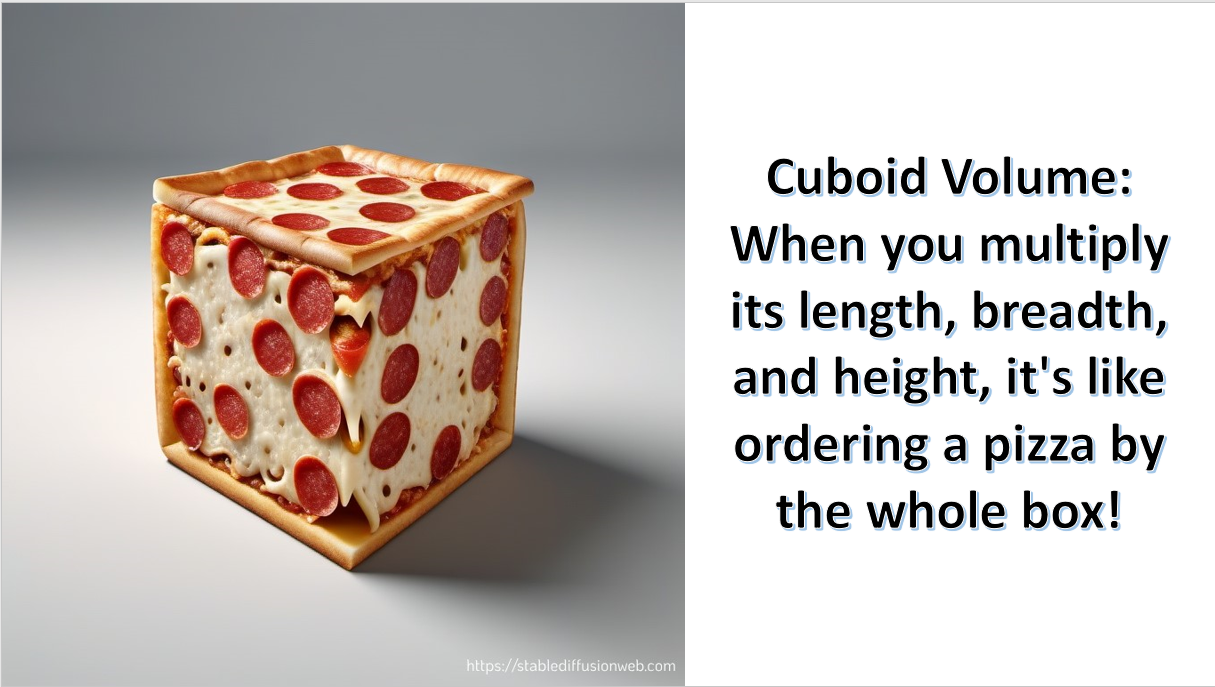 Cuboid Volume:
When you multiply
its length, breadth,
and height, it's like
ordering a pizza by
the whole box!
https://stablediffusionweb.com